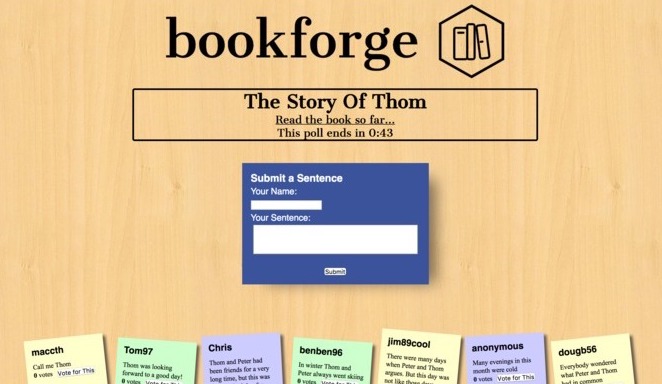 bookforge
The Story Of Thom
Read the book so far...
This poll ends in 0:43
Submit a Sentence
Your Name:
Your Sentence:
Submit
maccth
Call me Thom
0 votes Vote for This
Tom97
Thom was looking
forward to a good day!
0 votes
Chris
Thom and Peter had
been friends for a very
long time, but this was
benben96
In winter Thom and
Peter always went skiing
0 votes
jim89cool
There were many days
when Peter and Thom
argues. But this day was
not like those
anonymous
Many evenings in this
month were cold
0 votes Vote for This
dougb56
Everybody wondered
what Peter and Thom
had in common